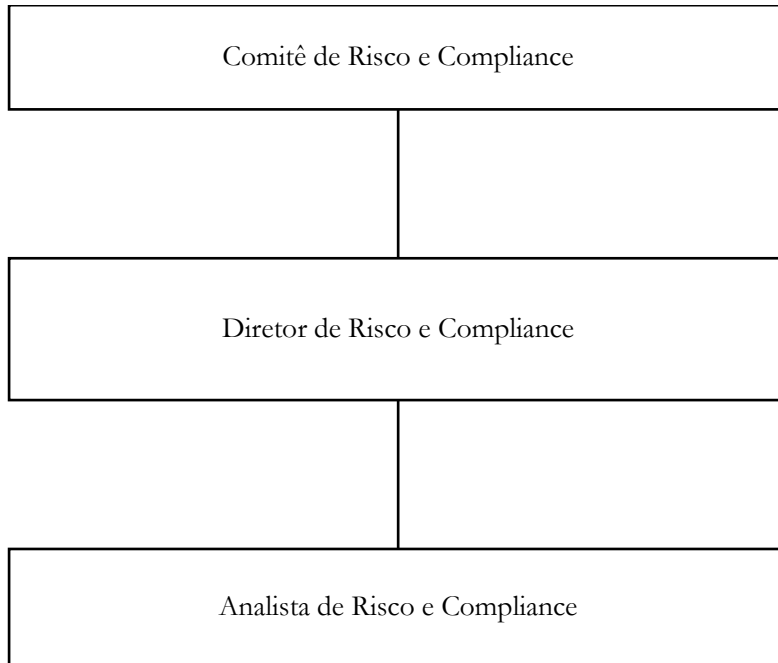 Comitê de Risco e Compliance
Diretor de Risco e Compliance
Analista de Risco e Compliance